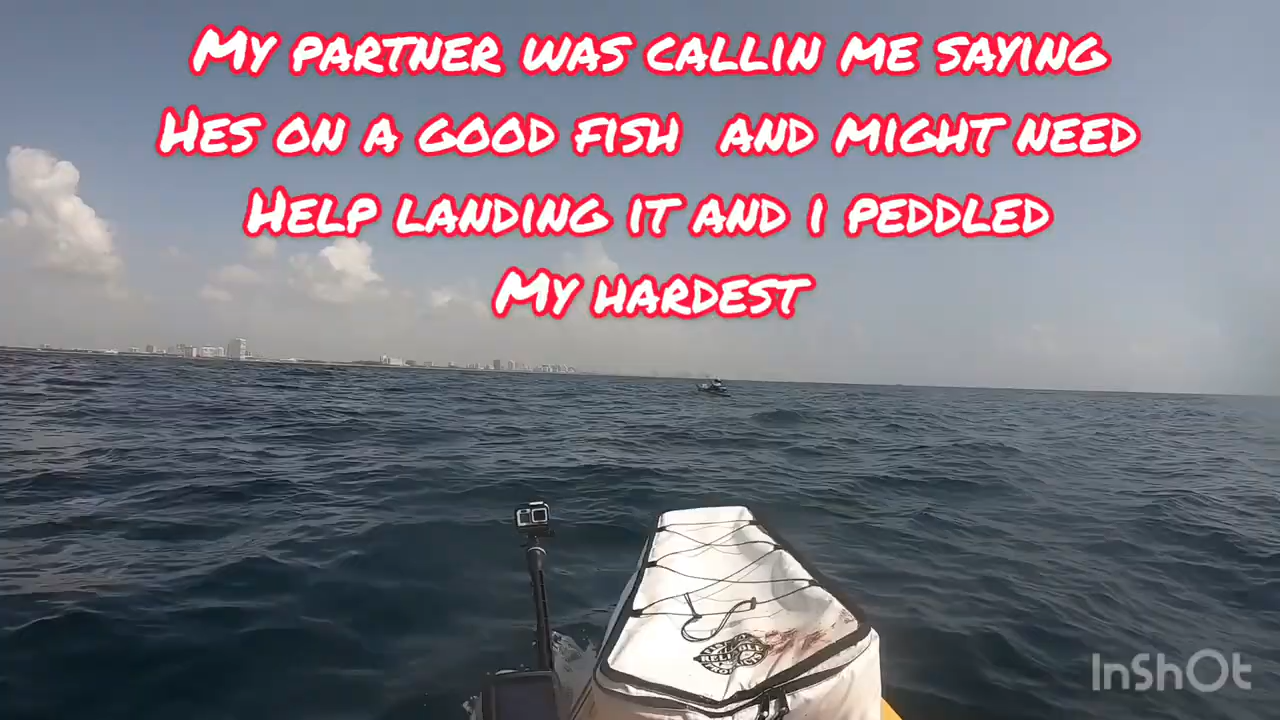 My partner was callin me saying
Hes on a good fish and might need
Help landing it and i peddled
My hardest
RELIABLE
InShOt